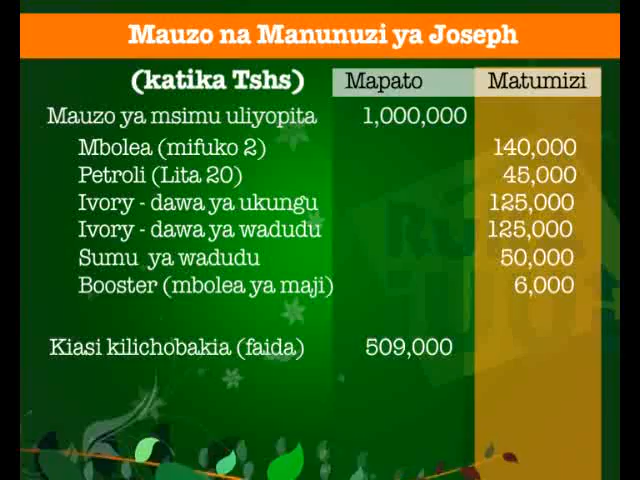 Mauzo na Manunuzi ya Joseph
(katika Tshs) Mapato Matumizi
Mauzo ya msimu uliyopita 1,000,000
Mbolea (mifuko 2) 140,000
Petroli (Lita 20) 45,000
Ivory - dawa ya ukungu 125,000
Ivory - dawa ya wadudu 125,000
Sumu ya wadudu 50,000
Booster (mbolea ya maji) 6,000
Kiasi kilichobakia (faida) 509,000